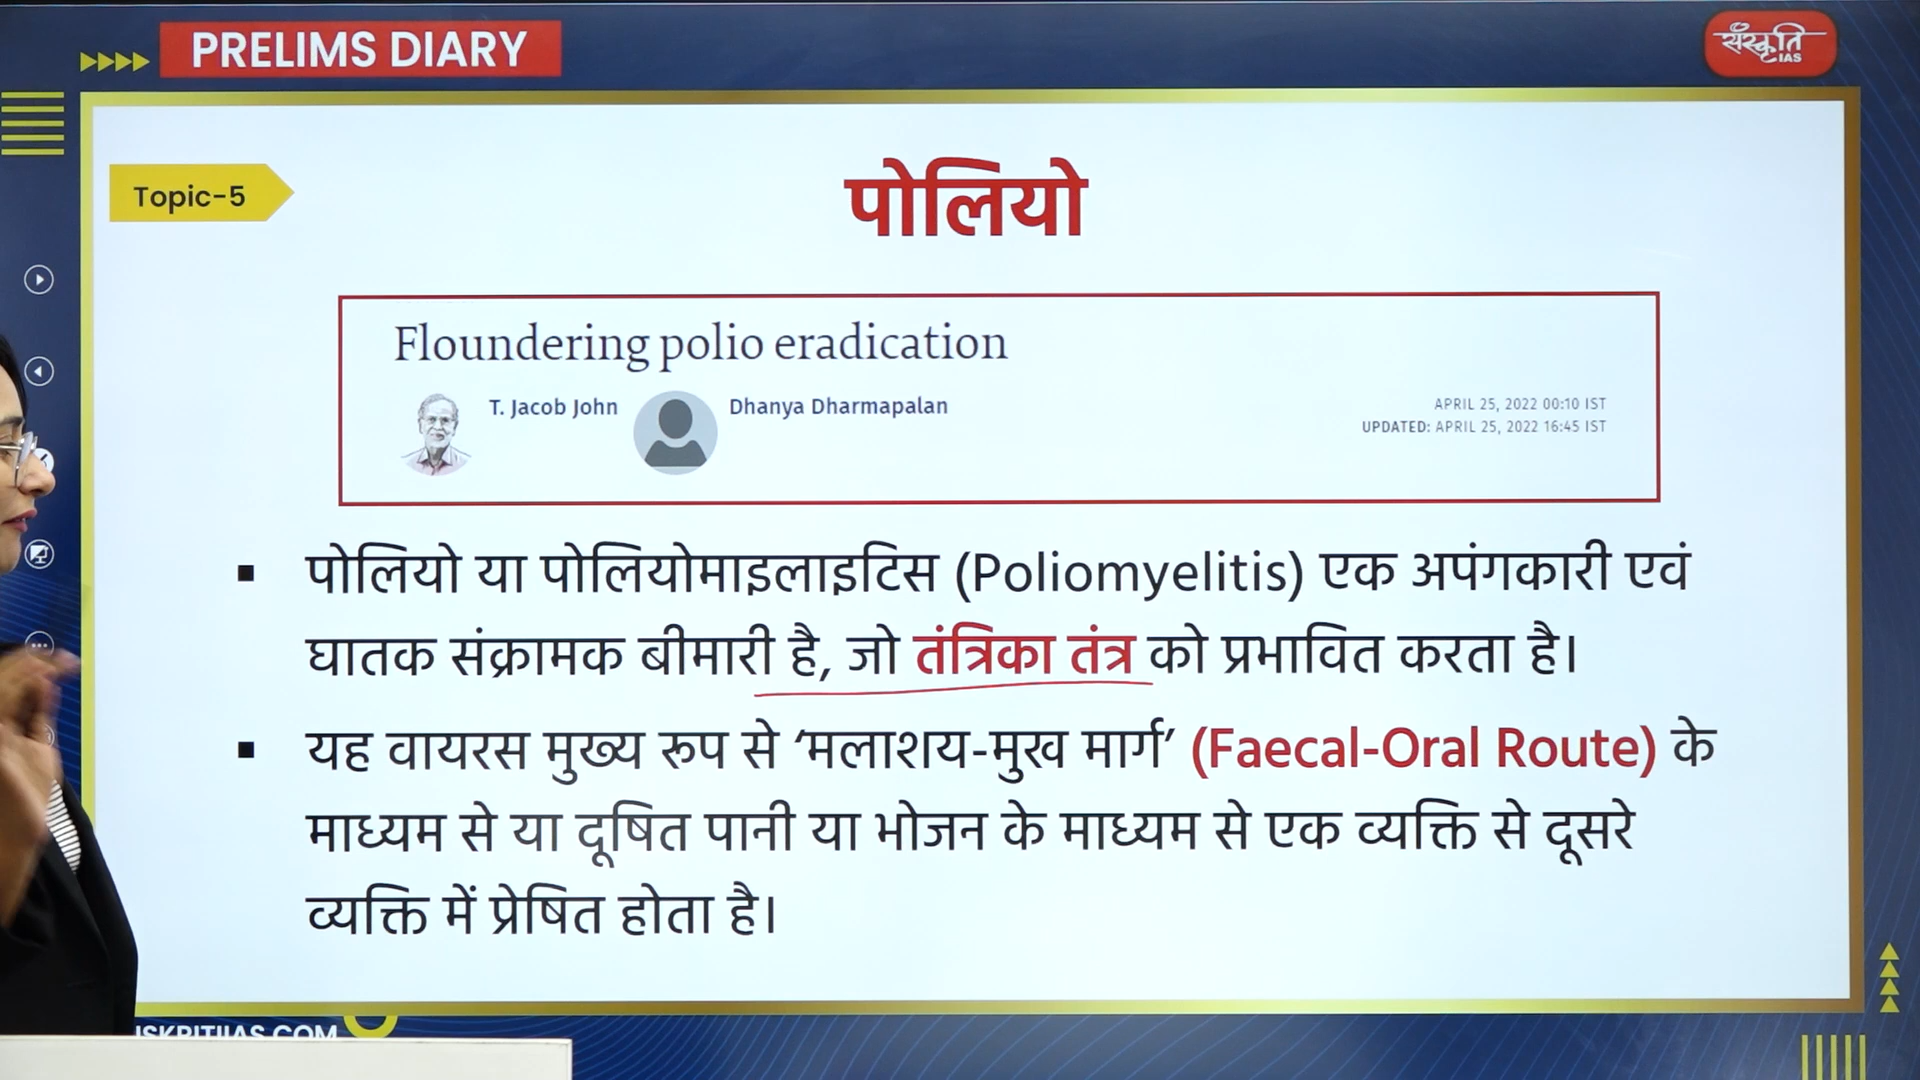 PRELIMS DIARY
संस्कृति
IAS
Topic-5
पोलियो
Floundering polio eradication
T. Jacob John
Dhanya Dharmapalan
APRIL 25, 2022 00:10 IST
UPDATED: APRIL 25, 2022 16:45 IST
▪ पोलियो या पोलियोमाइलाइटिस (Poliomyelitis) एक अपंगकारी एवं
घातक संक्रामक बीमारी है, जो तंत्रिका तंत्र को प्रभावित करता है।
▪ यह वायरस मुख्य रूप से ‘मलाशय-मुख मार्ग’ (Faecal-Oral Route) के
माध्यम से या दूषित पानी या भोजन के माध्यम से एक व्यक्ति से दूसरे
व्यक्ति में प्रेषित होता है।